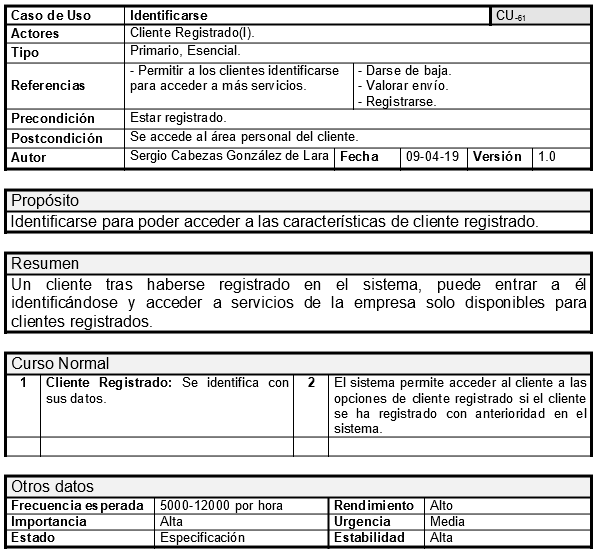 Caso de Uso Identificarse CU-61
Actores Cliente Registrado(I).
Tipo Primario, Esencial.
Referencias - Permitir a los clientes identificarse para acceder a más servicios. - Darse de baja. - Valorar envío. - Registrarse.
Precondición Estar registrado.
Postcondición Se accede al área personal del cliente.
Autor Sergio Cabezas González de Lara Fecha 09-04-19 Versión 1.0
Propósito
Identificarse para poder acceder a las características de cliente registrado.
Resumen
Un cliente tras haberse registrado en el sistema, puede entrar a él
identificándose y acceder a servicios de la empresa solo disponibles para
clientes registrados.
Curso Normal
1 Cliente Registrado: Se identifica con
sus datos.
2 El sistema permite acceder al cliente a las
opciones de cliente registrado si el cliente
se ha registrado con anterioridad en el
sistema.
Otros datos
Frecuencia esperada 5000-12000 por hora Rendimiento Alto
Importancia Alta Urgencia Media
Estado Especificación Estabilidad Alta